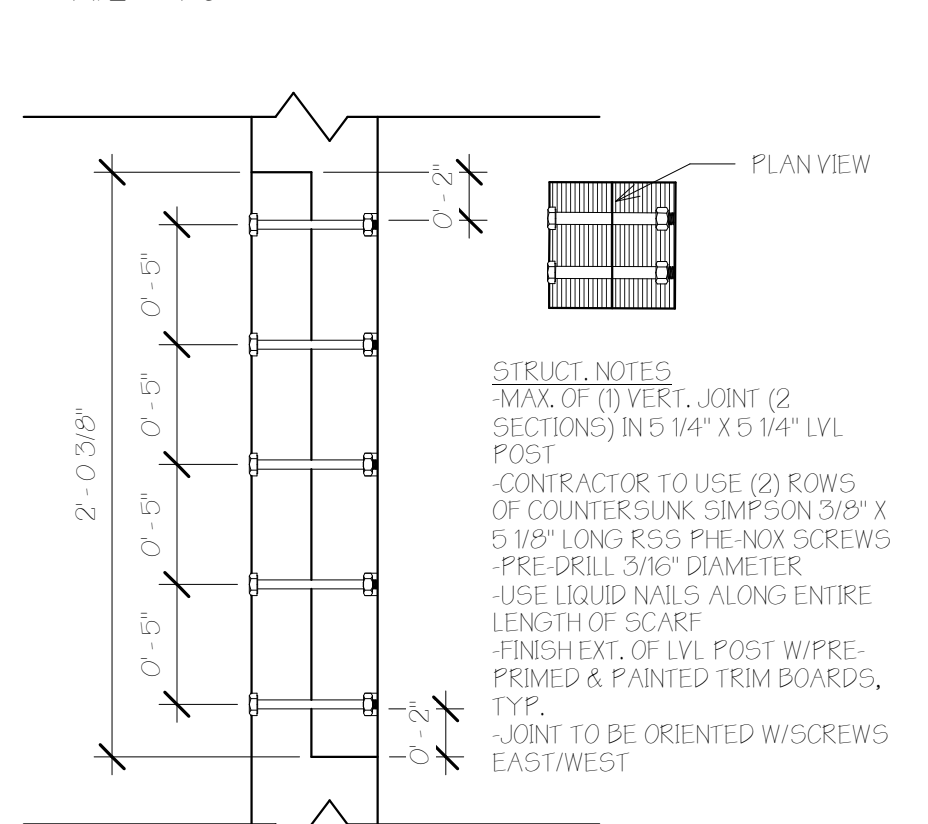 0' - 2"
PLAN VIEW
0' - 5"
0' - 5"
2' - 0 3/8"
0' - 5"
0' - 5"
0' - 2"
STRUCT. NOTES
-MAX. OF (1) VERT. JOINT (2
SECTIONS) IN 5 1/4" X 5 1/4" LVL
POST
-CONTRACTOR TO USE (2) ROWS
OF COUNTERSUNK SIMPSON 3/8" X
5 1/8" LONG RSS PHE-NOX SCREWS
-PRE-DRILL 3/16" DIAMETER
-USE LIQUID NAILS ALONG ENTIRE
LENGTH OF SCARF
-FINISH EXT. OF LVL POST W/PRE-
PRIMED & PAINTED TRIM BOARDS,
TYP.
-JOINT TO BE ORIENTED W/SCREWS
EAST/WEST